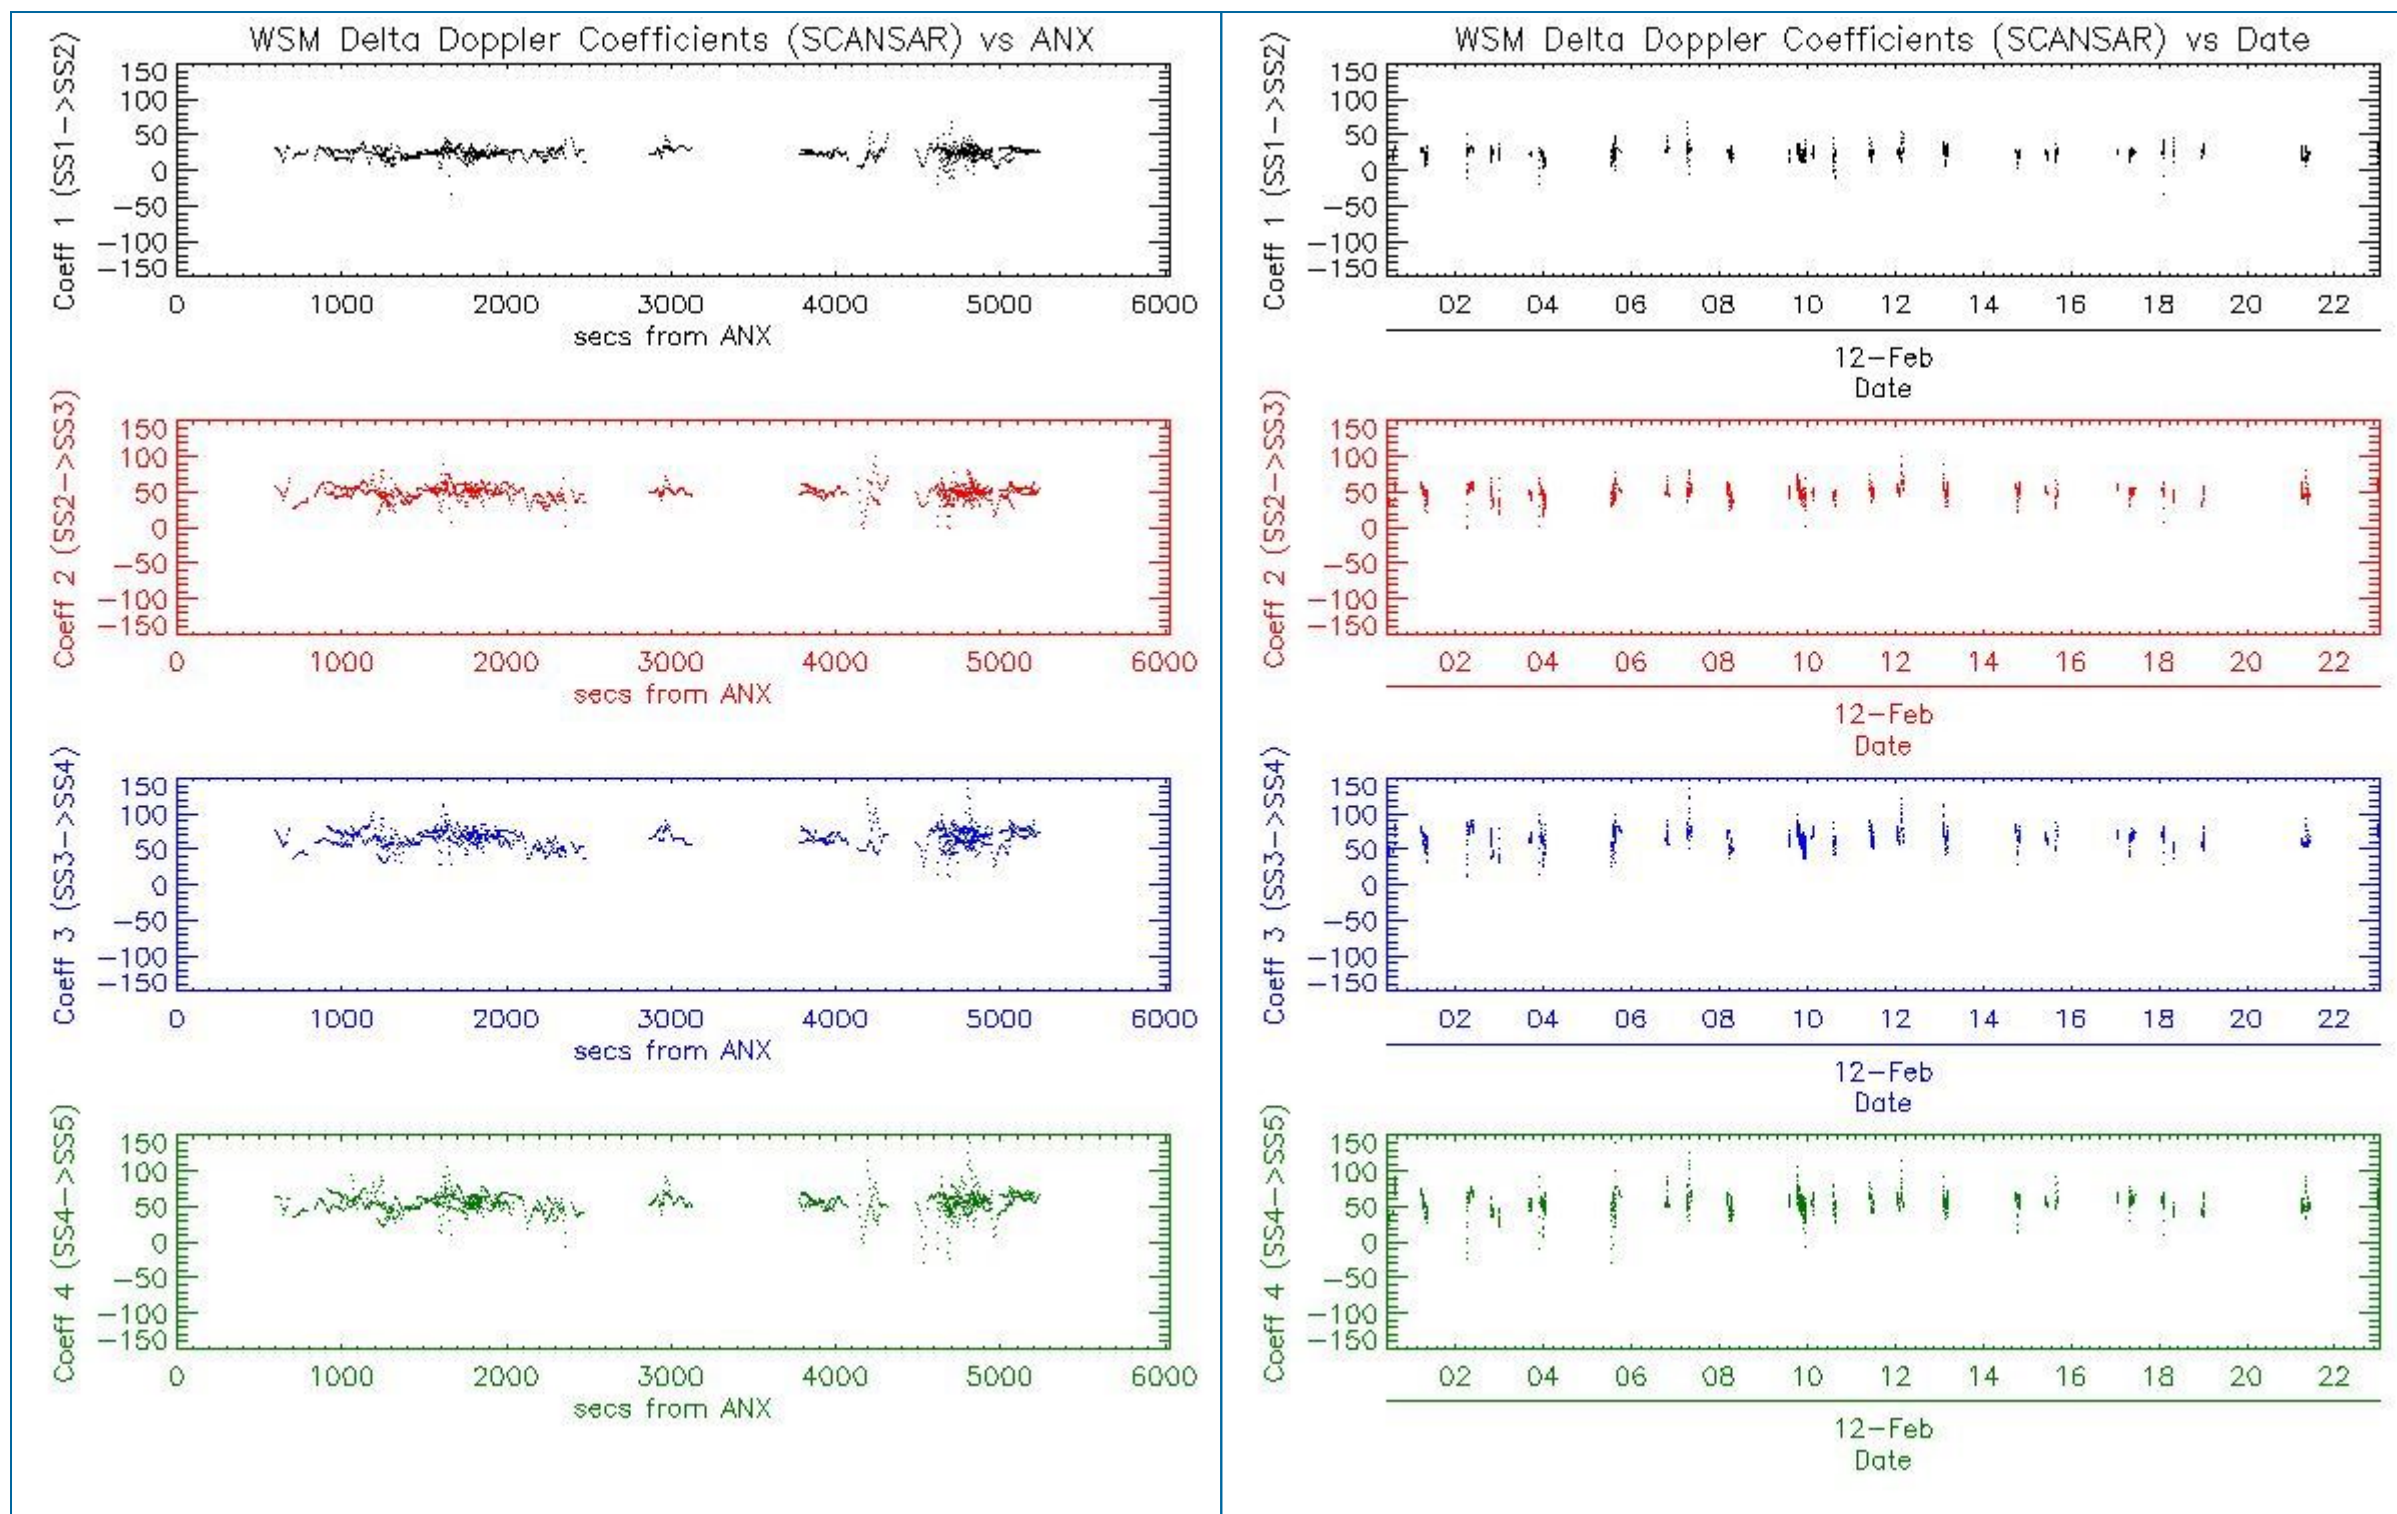 WSM Delta Doppler Coefficients (SCANSAR) vs ANX
Coeff 1 (SS1->SS2)
150
100
50
0
-50
-100
-150
0 1000 2000 3000 4000 5000 6000
secs from ANX
Coeff 2 (SS2->SS3)
150
100
50
0
-50
-100
-150
0 1000 2000 3000 4000 5000 6000
secs from ANX
Coeff 3 (SS3->SS4)
150
100
50
0
-50
-100
-150
0 1000 2000 3000 4000 5000 6000
secs from ANX
Coeff 4 (SS4->SS5)
150
100
50
0
-50
-100
-150
0 1000 2000 3000 4000 5000 6000
secs from ANX
WSM Delta Doppler Coefficients (SCANSAR) vs Date
Coeff 1 (SS1->SS2)
150
100
50
0
-50
-100
-150
02 04 06 08 10 12 14 16 18 20 22
12-Feb
Date
Coeff 2 (SS2->SS3)
150
100
50
0
-50
-100
-150
02 04 06 08 10 12 14 16 18 20 22
12-Feb
Date
Coeff 3 (SS3->SS4)
150
100
50
0
-50
-100
-150
02 04 06 08 10 12 14 16 18 20 22
12-Feb
Date
Coeff 4 (SS4->SS5)
150
100
50
0
-50
-100
-150
02 04 06 08 10 12 14 16 18 20 22
12-Feb
Date